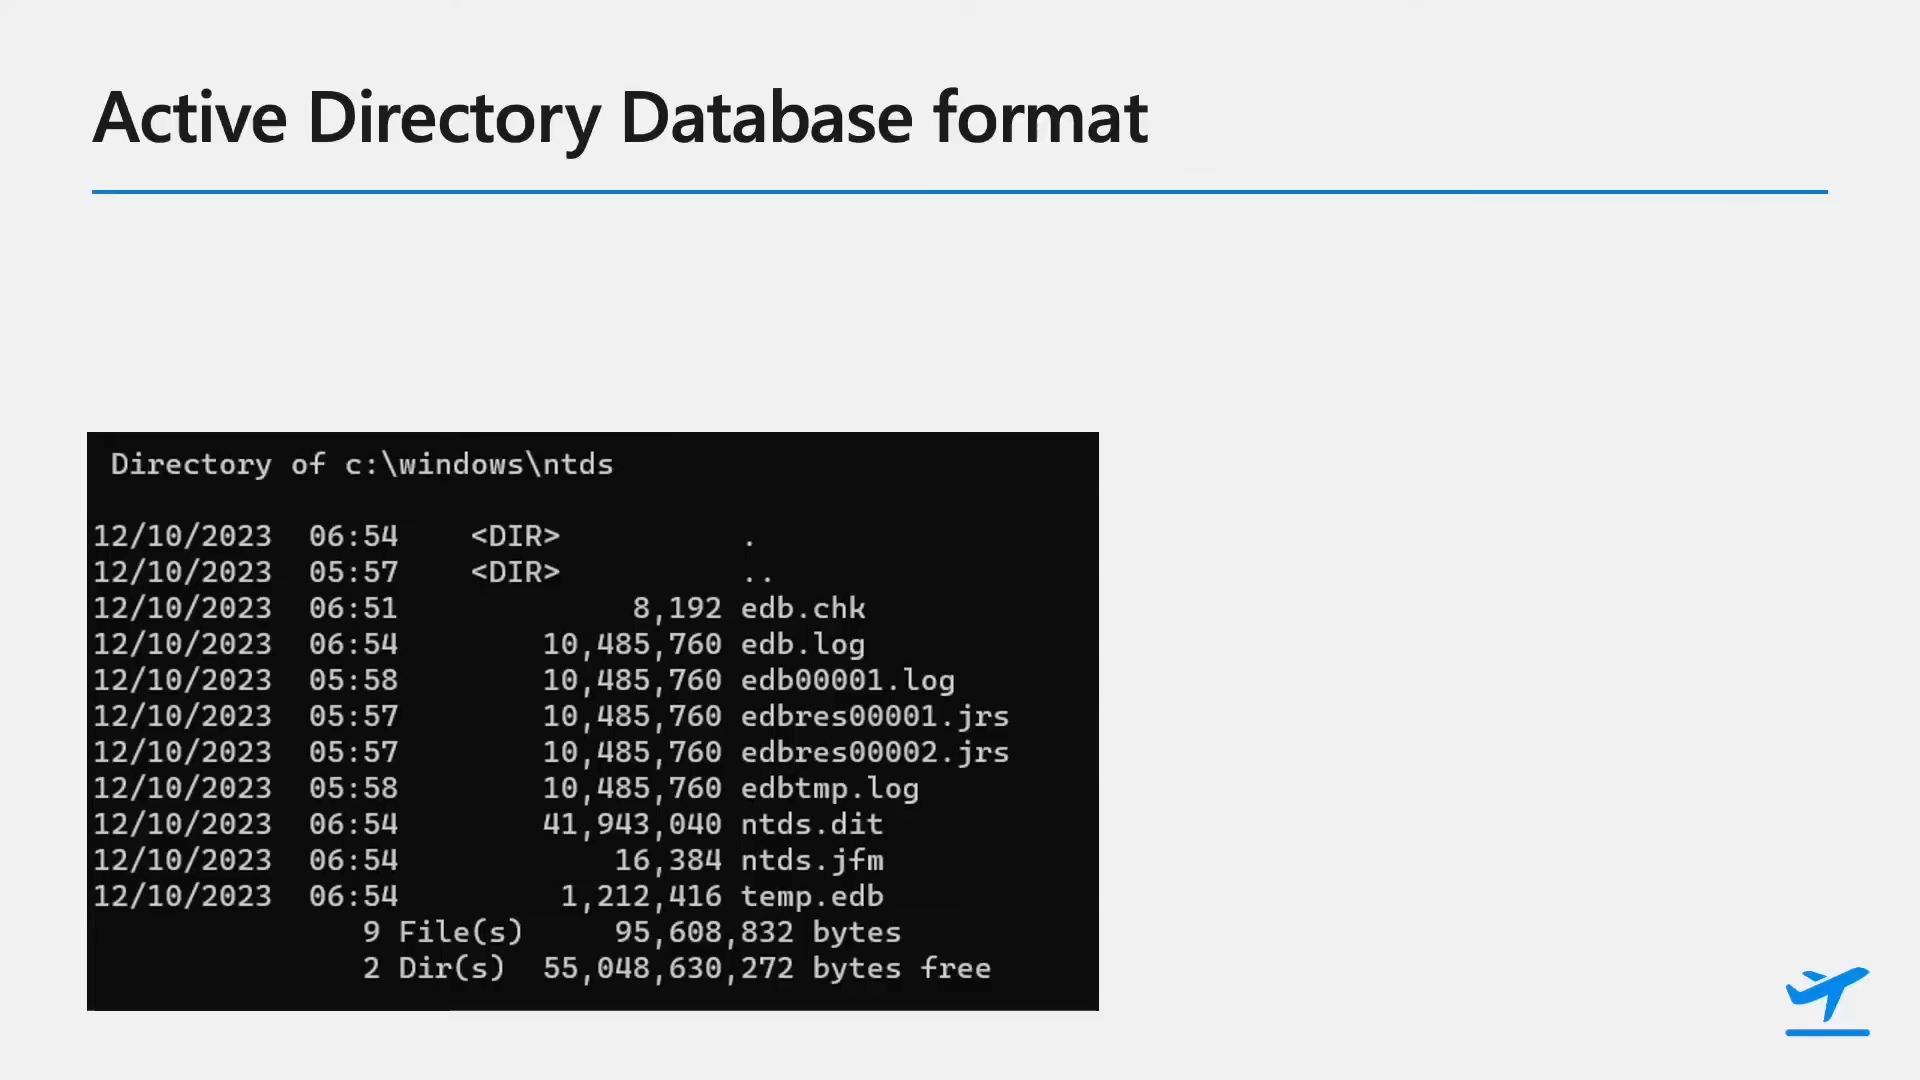 Active Directory Database format
Directory of c:\windows\ntds
12/10/2023  06:54    <DIR>          .
12/10/2023  05:57    <DIR>          ..
12/10/2023  06:51             8,192 edb.chk
12/10/2023  06:54        10,485,760 edb.log
12/10/2023  05:58        10,485,760 edb00001.log
12/10/2023  05:57        10,485,760 edbres00001.jrs
12/10/2023  05:57        10,485,760 edbres00002.jrs
12/10/2023  05:58        10,485,760 edbtmp.log
12/10/2023  06:54        41,943,040 ntds.dit
12/10/2023  06:54            16,384 ntds.jfm
12/10/2023  06:54         1,212,416 temp.edb
               9 File(s)     95,608,832 bytes
               2 Dir(s)  55,048,630,272 bytes free